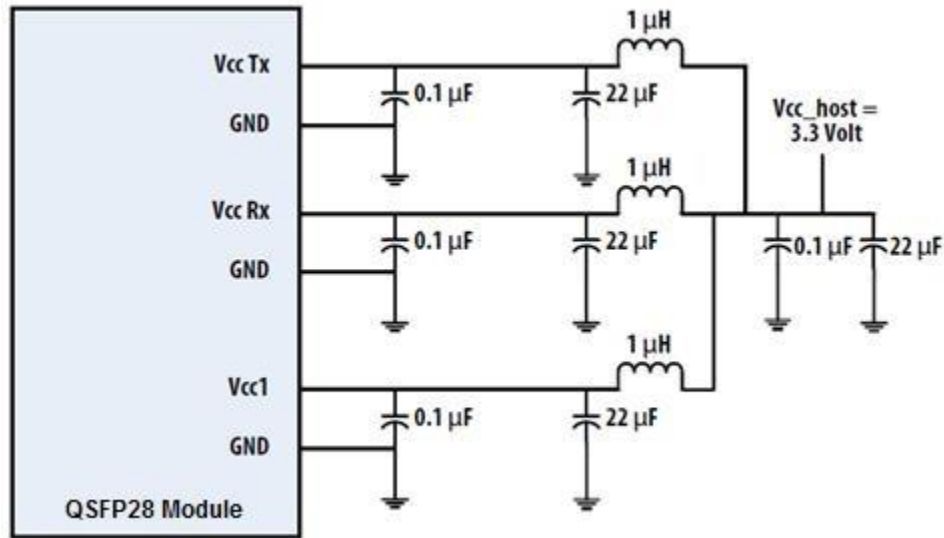 1 μH
Vcc Tx
0.1 μF
22 μF
GND
Vcc_host =
3.3 Volt
1 μH
Vcc Rx
0.1 μF
22 μF
0.1 μF
22 μF
GND
1 μH
Vcc1
0.1 μF
22 μF
GND
QSFP28 Module